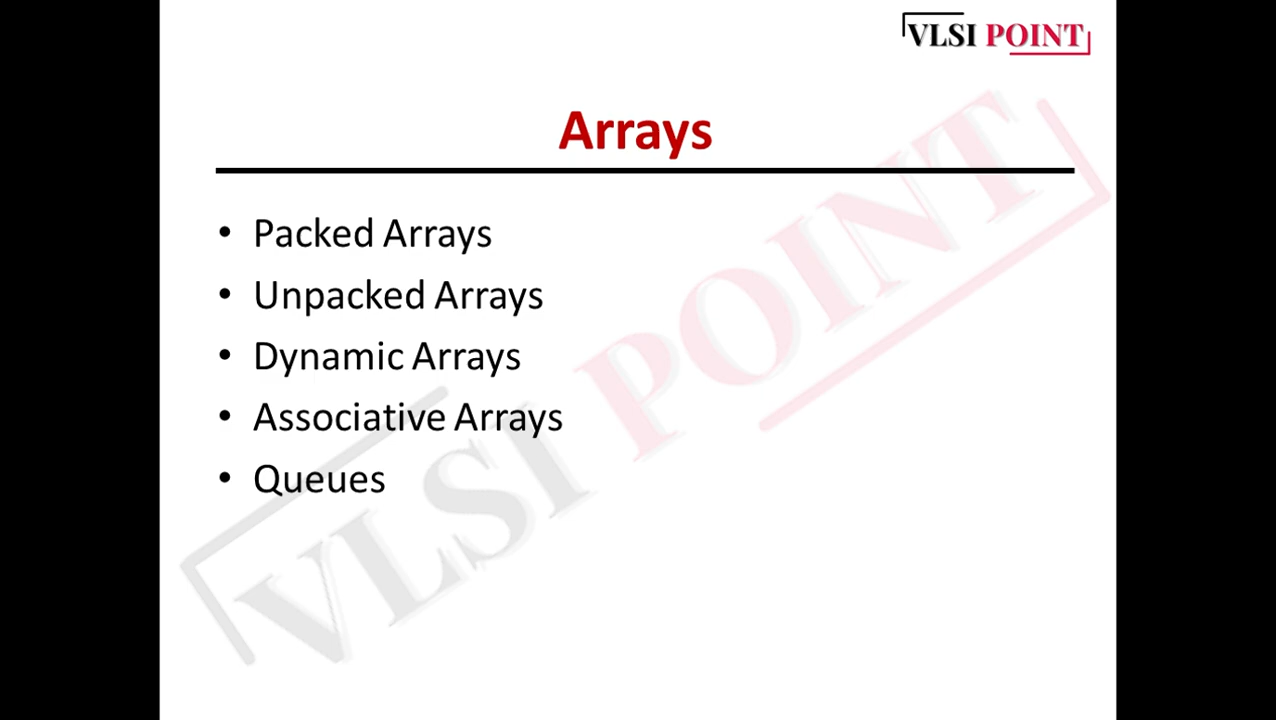 VLSI POINT
Arrays
• Packed Arrays
• Unpacked Arrays
• Dynamic Arrays
• Associative Arrays
• Queues
VLSI POINT